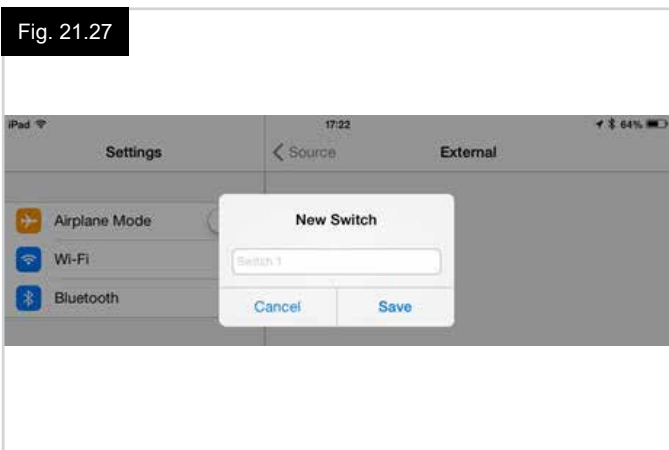 Fig. 21.27
iPad 17:22 64%
Settings < Source External
New Switch
Airplane Mode
Switch 1
Wi-Fi
Bluetooth
Cancel Save